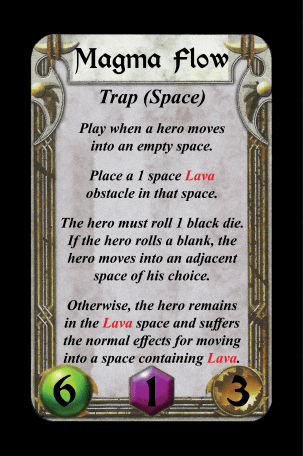 Magma Flow
Trap (Space)
Play when a hero moves
into an empty space.
Place a 1 space Lava
obstacle in that space.
The hero must roll 1 black die.
If the hero rolls a blank, the
hero moves into an adjacent
space of his choice.
Otherwise, the hero remains
in the Lava space and suffers
the normal effects for moving
into a space containing Lava.
6 1 3